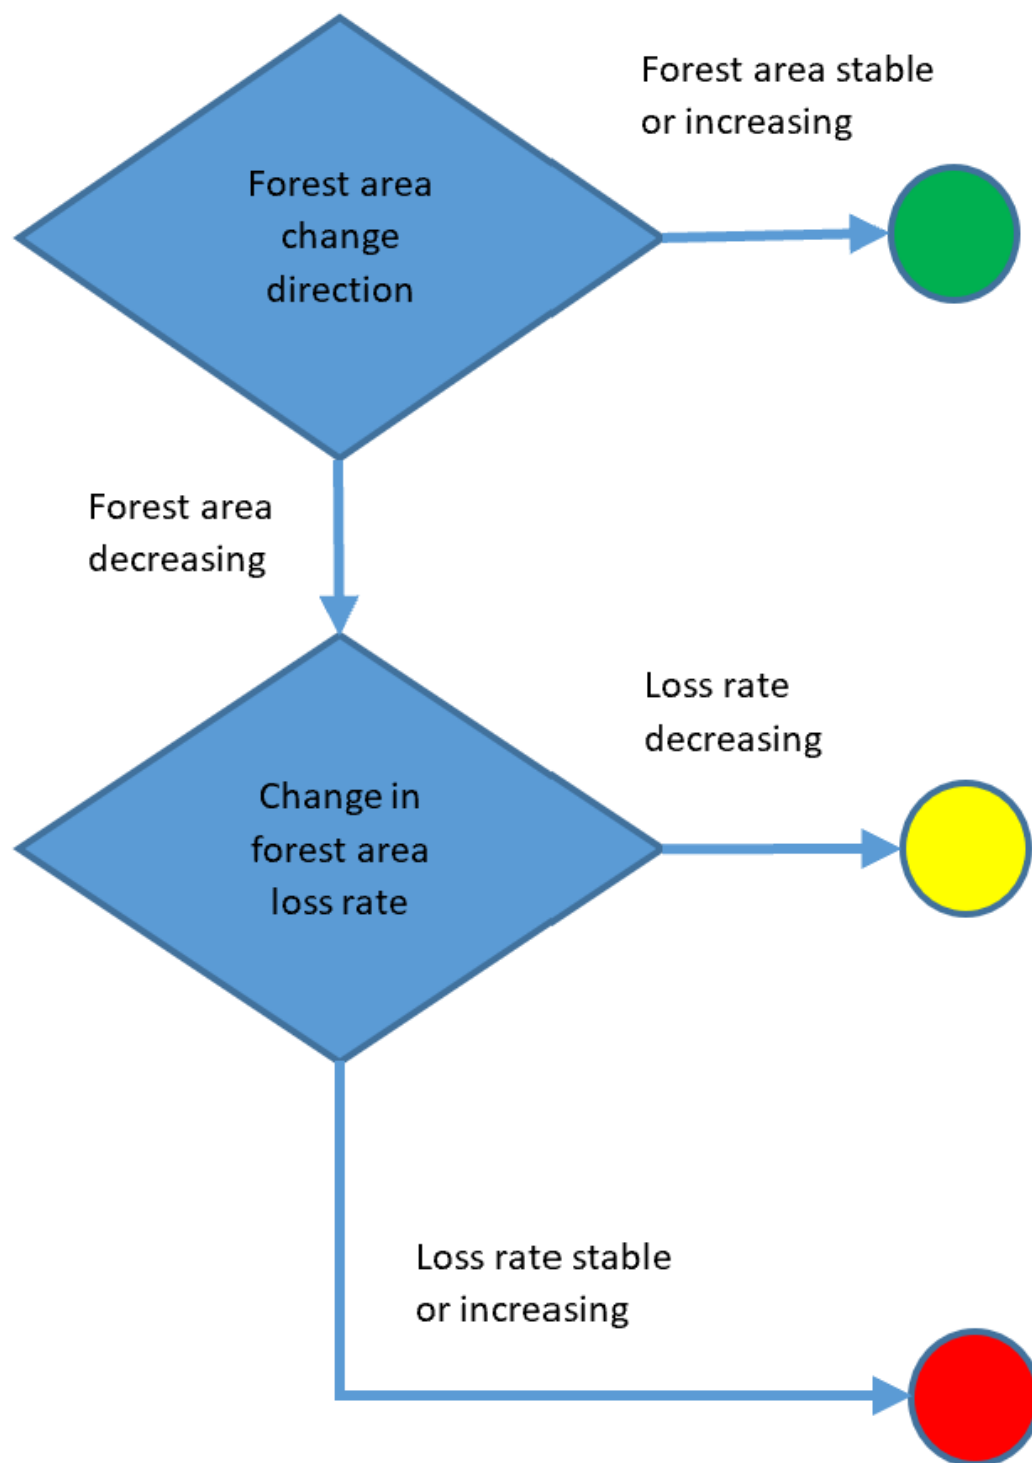 Forest area stable
or increasing
Forest area
change
direction
Forest area
decreasing
Loss rate
decreasing
Change in
forest area
loss rate
Loss rate stable
or increasing